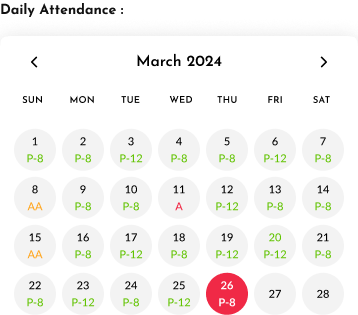 Daily Attendance :
March 2024
SUN MON TUE WED THU FRI SAT
1 2 3 4 5 6 7
P-8 P-8 P-12 P-8 P-8 P-12 P-8
8 9 10 11 12 13 14
AA P-8 P-8 A P-12 P-8 P-8
15 16 17 18 19 20 21
AA P-8 P-12 P-8 P-12 P-12 P-8
22 23 24 25 26 27 28
P-8 P-12 P-8 P-12 P-8